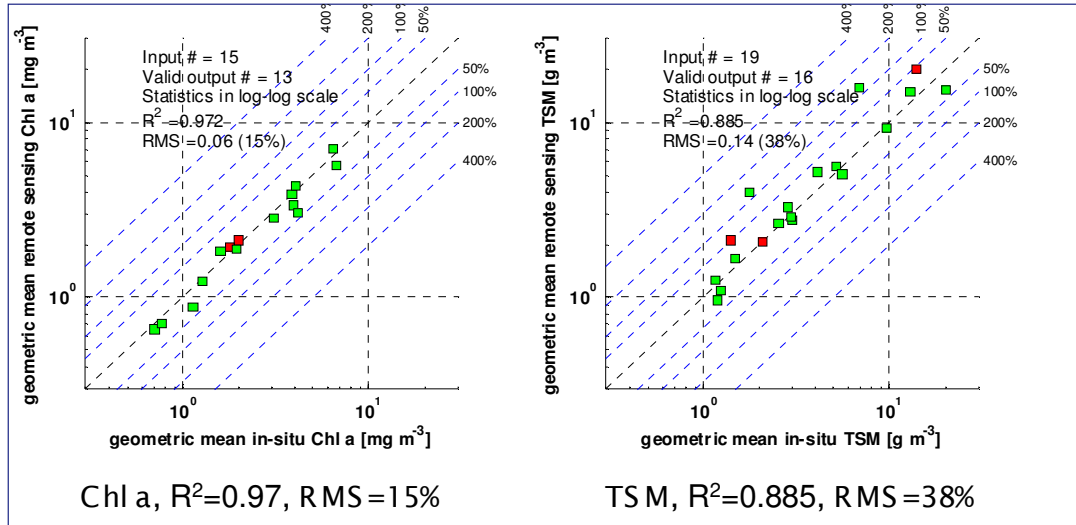 400%
200%
100%
50%
Input # = 15
Valid output # = 13
Statistics in log-log scale
R² =0.972
RMS =0.06 (15%)
50%
100%
200%
400%
10¹
10⁰
geometric mean remote sensing Chl a [mg m⁻³]
10⁰ 10¹
geometric mean in-situ Chl a [mg m⁻³]
400%
200%
100%
50%
Input # = 19
Valid output # = 16
Statistics in log-log scale
R² =0.885
RMS =0.14 (38%)
50%
100%
200%
400%
10¹
10⁰
geometric mean remote sensing TSM [g m⁻³]
10⁰ 10¹
geometric mean in-situ TSM [g m⁻³]
Chl a, R²=0.97, RMS=15%
TSM, R²=0.885, RMS=38%